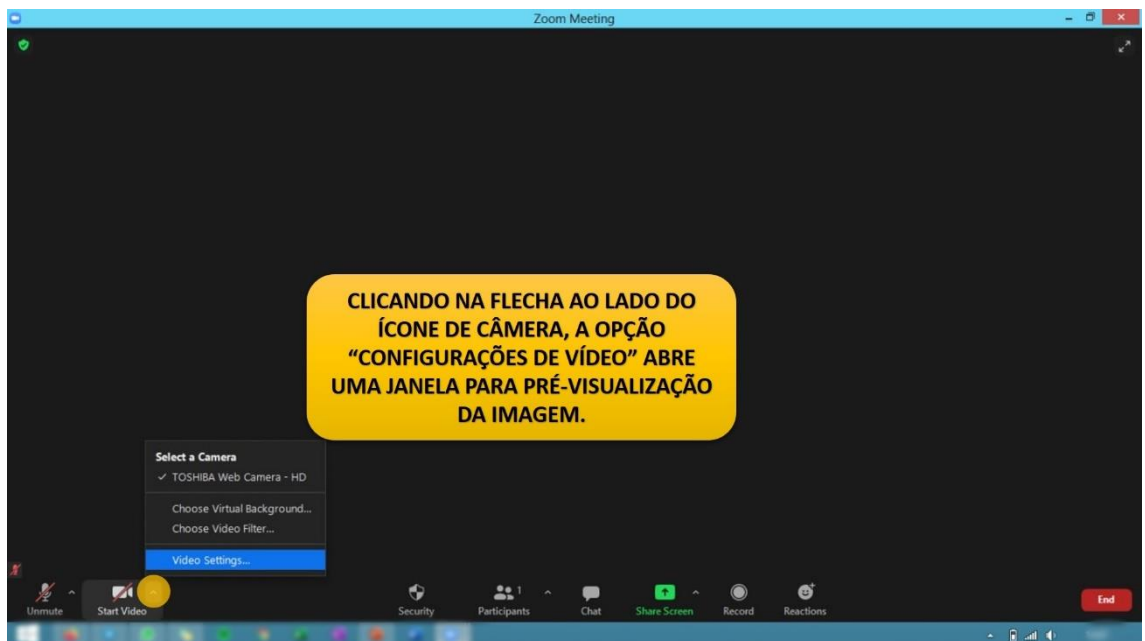 Zoom Meeting
CLICANDO NA FLECHA AO LADO DO
ÍCONE DE CÂMERA, A OPÇÃO
“CONFIGURAÇÕES DE VÍDEO” ABRE
UMA JANELA PARA PRÉ-VISUALIZAÇÃO
DA IMAGEM.
Select a Camera
✓ TOSHIBA Web Camera - HD
Choose Virtual Background...
Choose Video Filter...
Video Settings...
Unmute
Start Video
Security
1
Participants
Chat
Share Screen
Record
Reactions
End